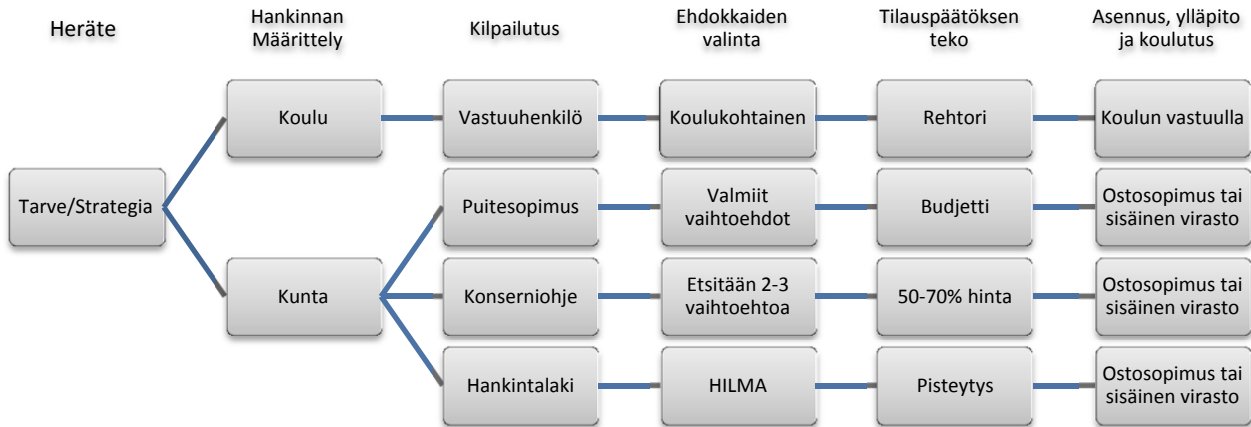 Heräte
Hankinnan
Määrittely
Kilpailutus
Ehdokkaiden
valinta
Tilauspäätöksen
teko
Asennus, ylläpito
ja koulutus
Tarve/Strategia
Koulu
Vastuuhenkilö
Koulukohtainen
Rehtori
Koulun vastuulla
Kunta
Puitesopimus
Valmiit
vaihtoehdot
Budjetti
Ostosopimus tai
sisäinen virasto
Konserniohje
Etsitään 2-3
vaihtoehtoa
50-70% hinta
Ostosopimus tai
sisäinen virasto
Hankintalaki
HILMA
Pisteytys
Ostosopimus tai
sisäinen virasto